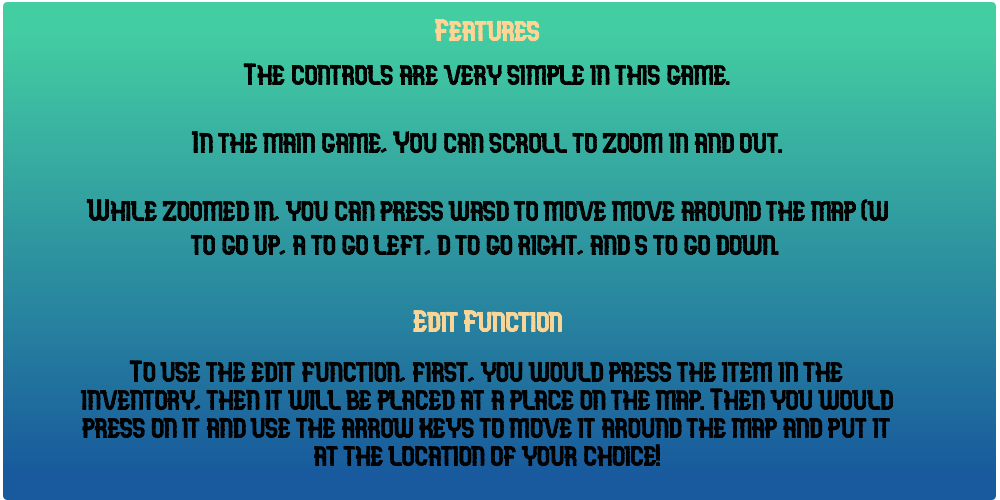 Features
The controls are very simple in this game.
In the main game, You can scroll to zoom in and out.
While zoomed in, you can press wasd to move move around the map (W
to go up, A to go left, D to go right, and S to go down.
Edit Function
To use the edit function, first, you would press the item in the
inventory, then it will be placed at a place on the map. Then you would
press on it and use the arrow keys to move it around the map and put it
at the location of your choice!